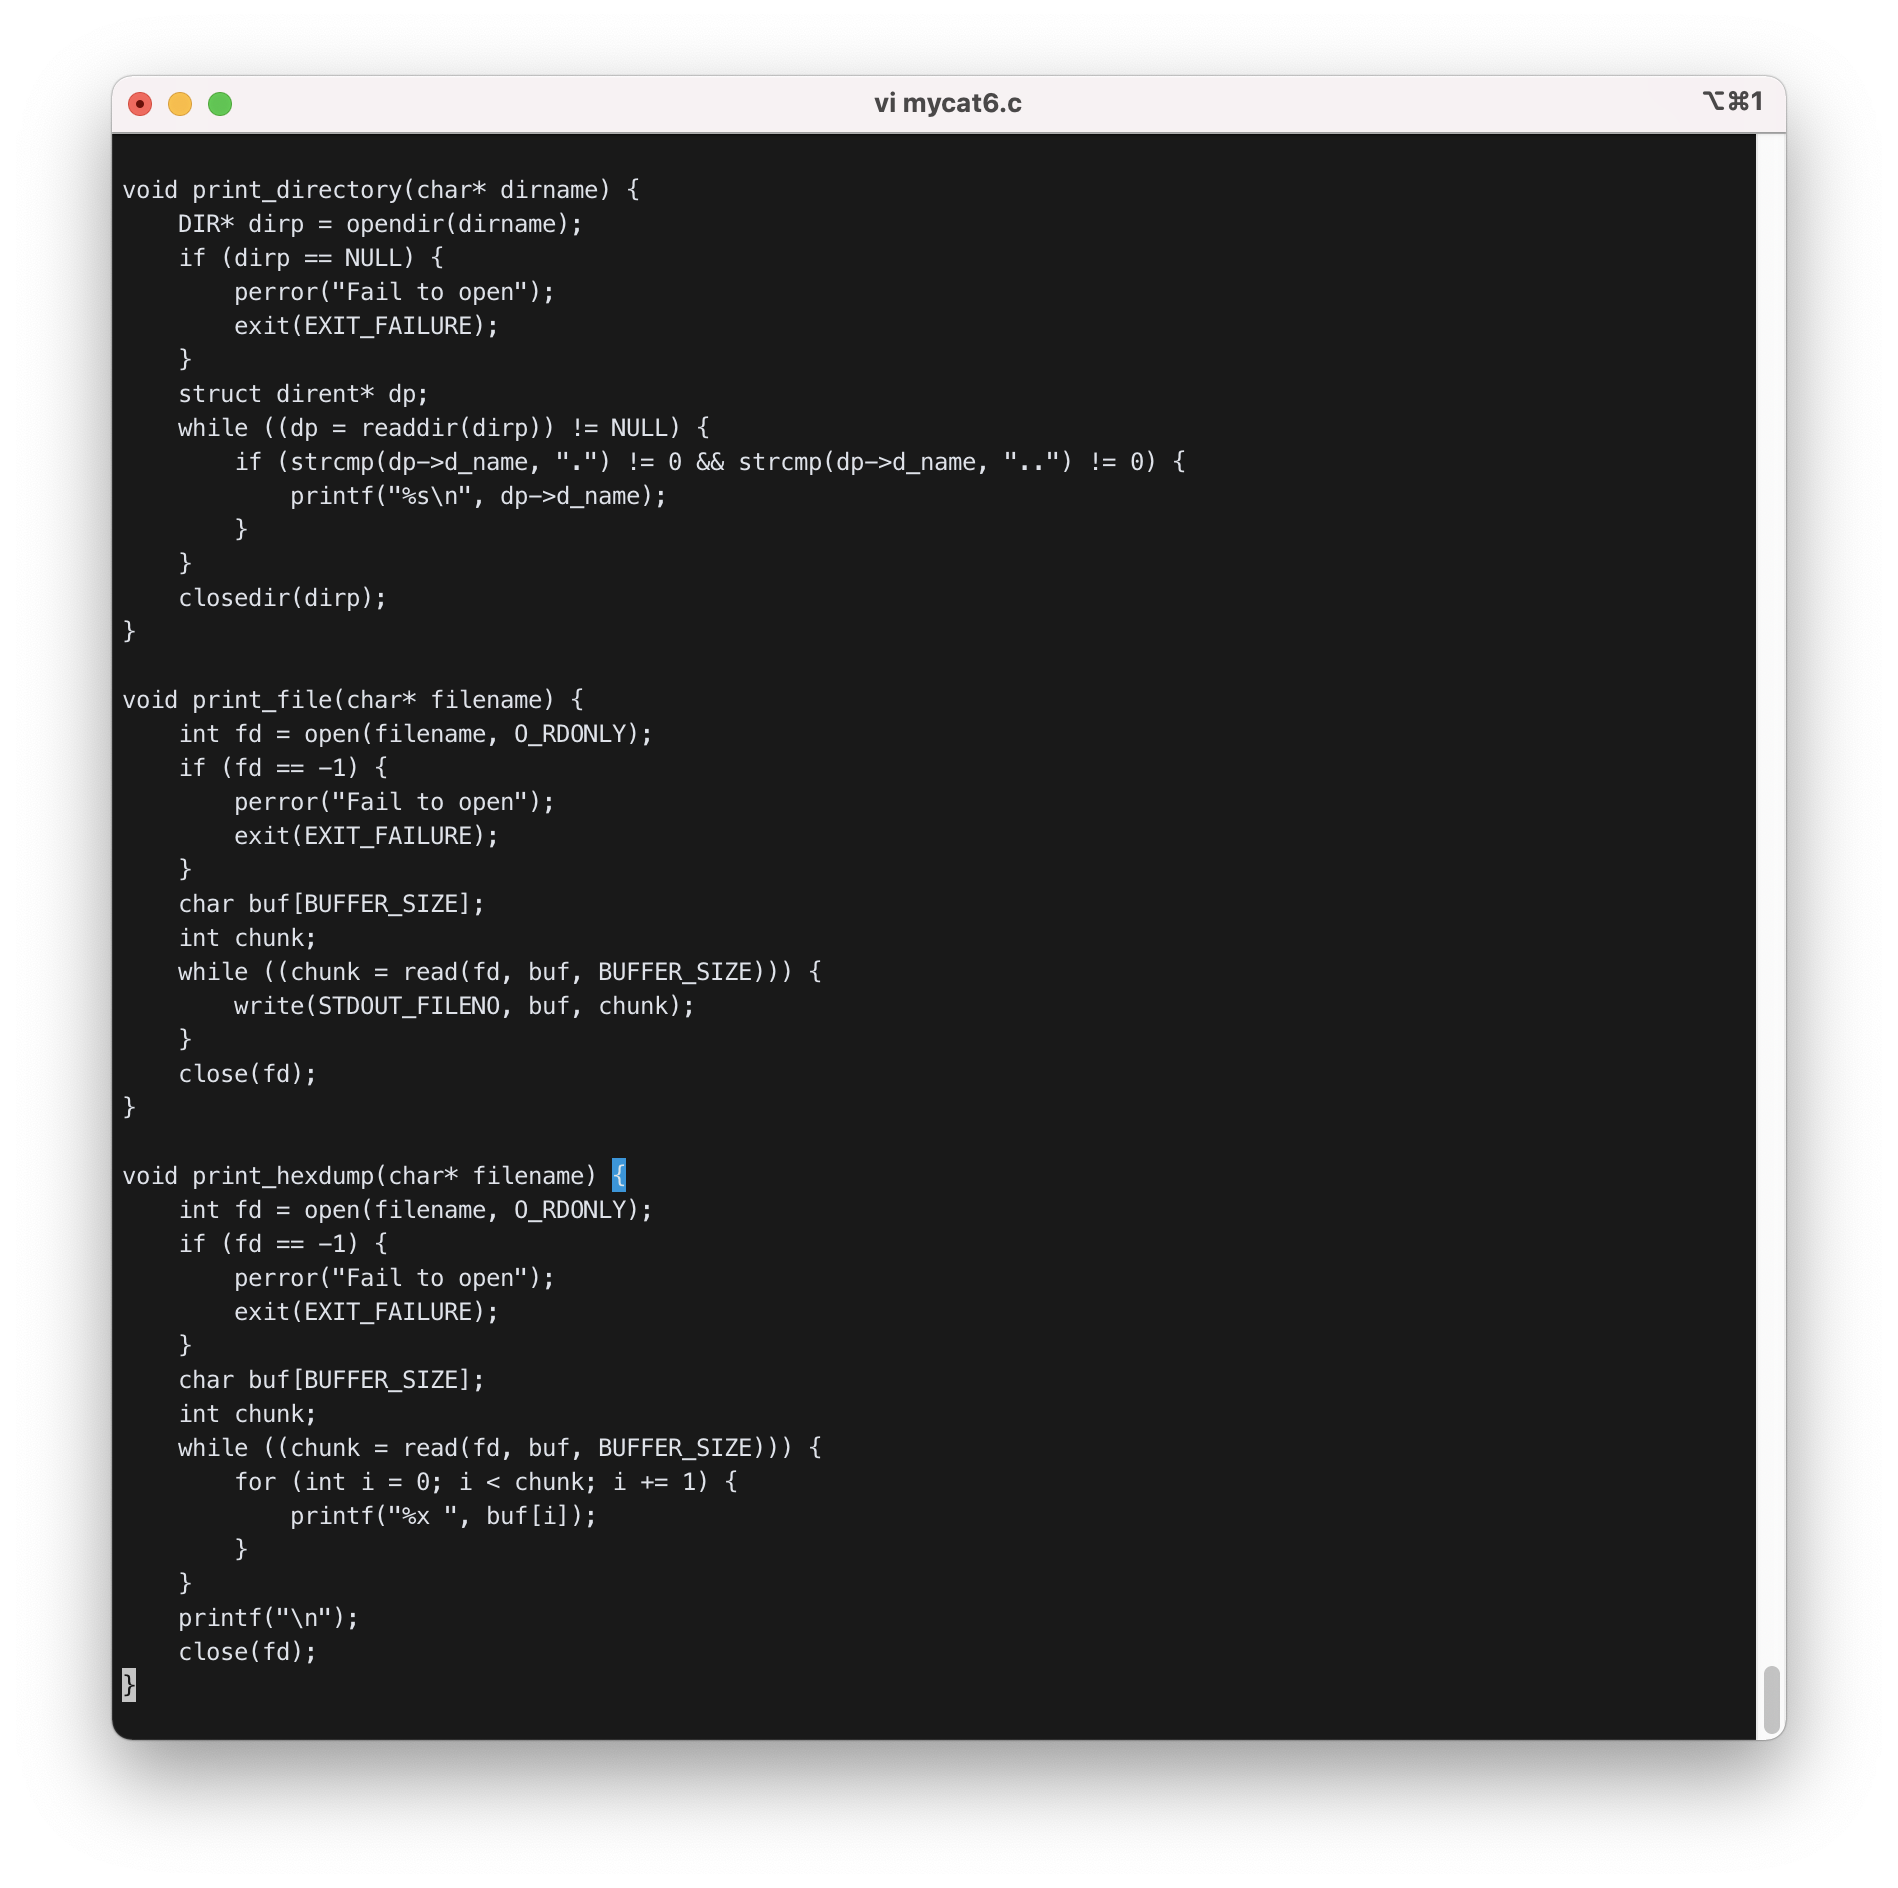 vi mycat6.c ⌥⌘1
void print_directory(char* dirname) {
    DIR* dirp = opendir(dirname);
    if (dirp == NULL) {
        perror("Fail to open");
        exit(EXIT_FAILURE);
    }
    struct dirent* dp;
    while ((dp = readdir(dirp)) != NULL) {
        if (strcmp(dp->d_name, ".") != 0 && strcmp(dp->d_name, "..") != 0) {
            printf("%s\n", dp->d_name);
        }
    }
    closedir(dirp);
}

void print_file(char* filename) {
    int fd = open(filename, O_RDONLY);
    if (fd == -1) {
        perror("Fail to open");
        exit(EXIT_FAILURE);
    }
    char buf[BUFFER_SIZE];
    int chunk;
    while ((chunk = read(fd, buf, BUFFER_SIZE))) {
        write(STDOUT_FILENO, buf, chunk);
    }
    close(fd);
}

void print_hexdump(char* filename) {
    int fd = open(filename, O_RDONLY);
    if (fd == -1) {
        perror("Fail to open");
        exit(EXIT_FAILURE);
    }
    char buf[BUFFER_SIZE];
    int chunk;
    while ((chunk = read(fd, buf, BUFFER_SIZE))) {
        for (int i = 0; i < chunk; i += 1) {
            printf("%x ", buf[i]);
        }
    }
    printf("\n");
    close(fd);
}